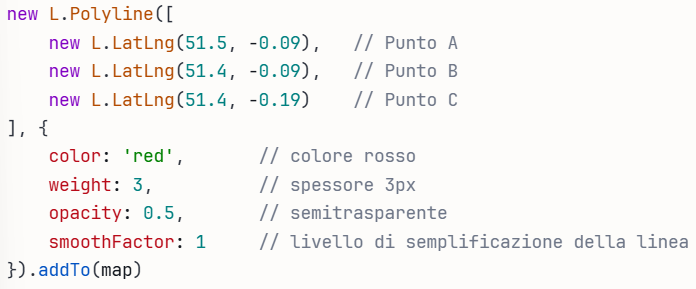 new L.Polyline([
    new L.LatLng(51.5, -0.09),   // Punto A
    new L.LatLng(51.4, -0.09),   // Punto B
    new L.LatLng(51.4, -0.19)    // Punto C
], {
    color: 'red',       // colore rosso
    weight: 3,          // spessore 3px
    opacity: 0.5,       // semitrasparente
    smoothFactor: 1     // livello di semplificazione della linea
}).addTo(map)